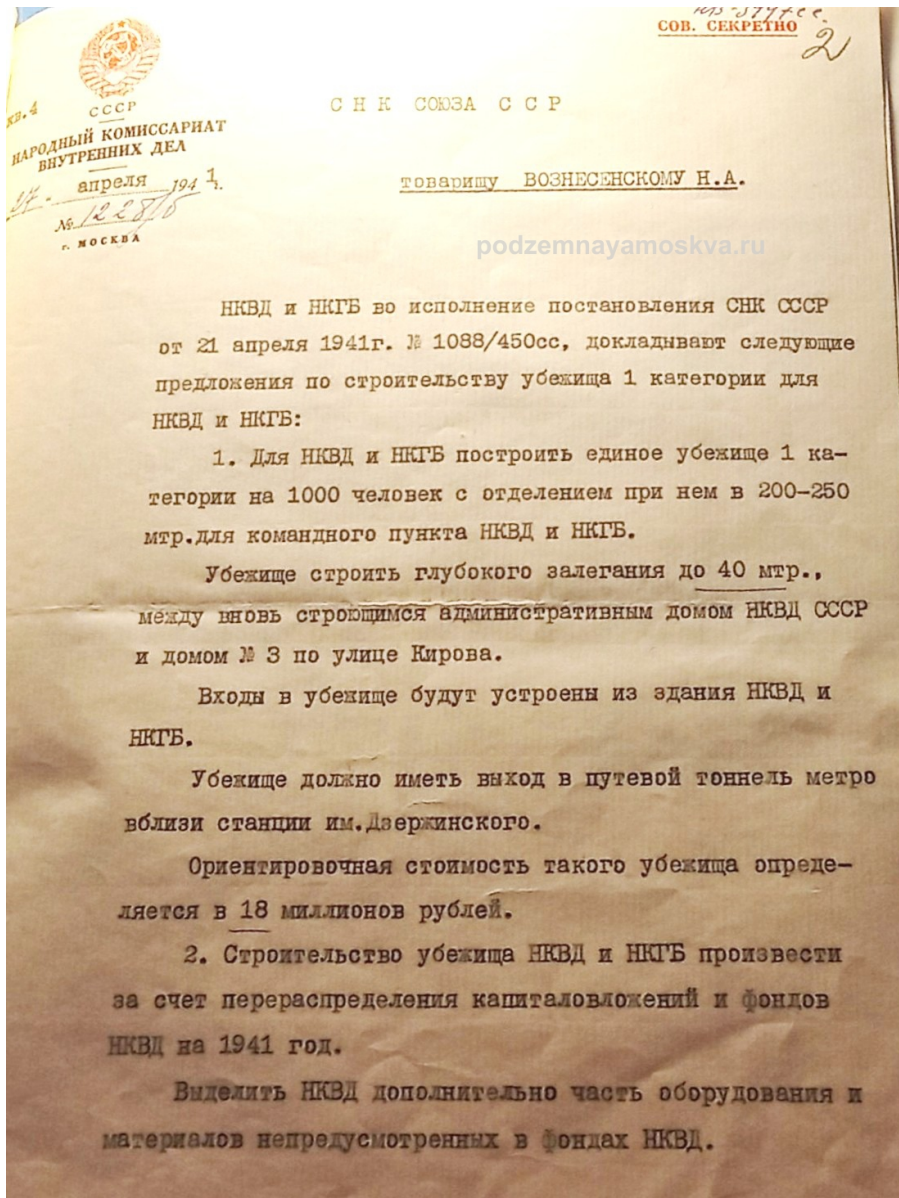 СОВ. СЕКРЕТНО
2
СССР
НАРОДНЫЙ КОМИССАРИАТ
ВНУТРЕННИХ ДЕЛ
27 апреля 1941 г.
№ 1228/б
г. МОСКВА
СНК СОЮЗА ССР
товарищу ВОЗНЕСЕНСКОМУ Н.А.
podzemnayamoskva.ru
НКВД и НКГБ во исполнение постановления СНК СССР
от 21 апреля 1941г. № 1088/450сс, докладывают следующие
предложения по строительству убежища 1 категории для
НКВД и НКГБ:
1. Для НКВД и НКГБ построить единое убежище 1 ка-
тегории на 1000 человек с отделением при нем в 200-250
мтр.для командного пункта НКВД и НКГБ.
Убежище строить глубокого залегания до 40 мтр.,
между вновь строющимся административным домом НКВД СССР
и домом № 3 по улице Кирова.
Входы в убежище будут устроены из здания НКВД и
НКГБ.
Убежище должно иметь выход в путевой тоннель метро
вблизи станции им.Дзержинского.
Ориентировочная стоимость такого убежища опреде-
ляется в 18 миллионов рублей.
2. Строительство убежища НКВД и НКГБ произвести
за счет перераспределения капиталовложений и фондов
НКВД на 1941 год.
Выделить НКВД дополнительно часть оборудования и
материалов непредусмотренных в фондах НКВД.